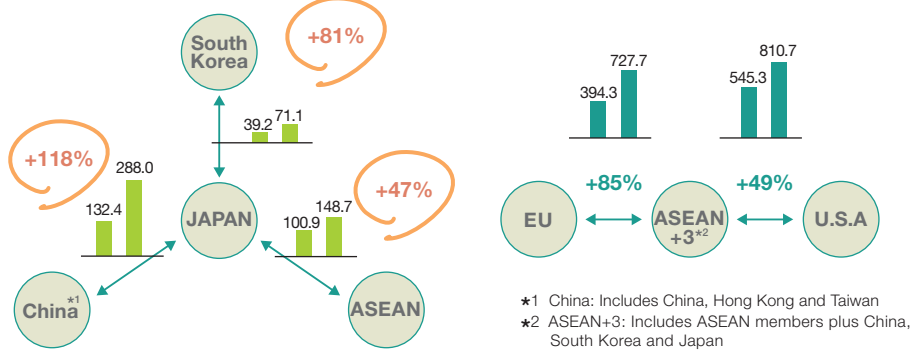 South
Korea
+81%
39.2 71.1
+118%
132.4 288.0
JAPAN
+47%
100.9 148.7
China*1
ASEAN
394.3 727.7
545.3 810.7
+85%
+49%
EU
ASEAN
+3*2
U.S.A
*1 China: Includes China, Hong Kong and Taiwan
*2 ASEAN+3: Includes ASEAN members plus China,
South Korea and Japan